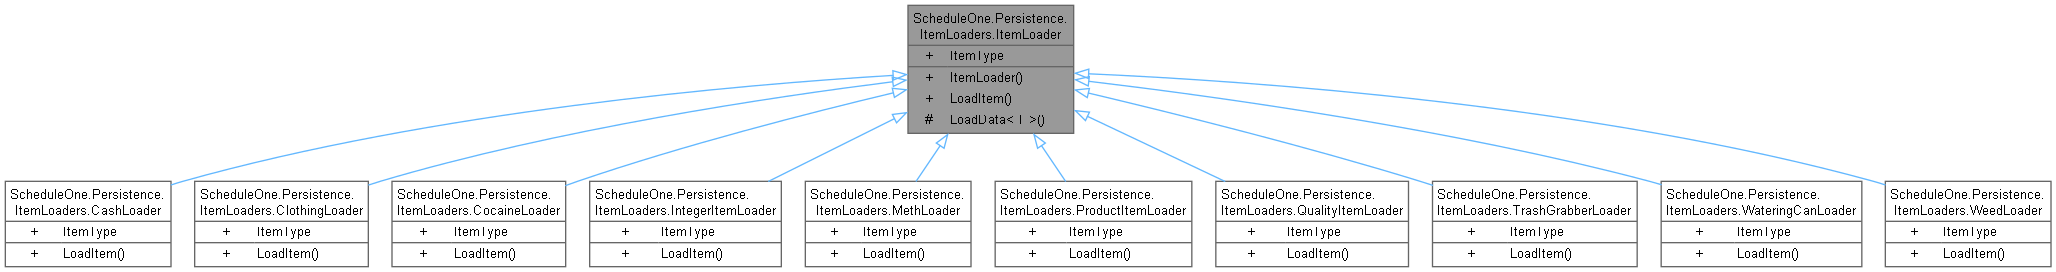 ScheduleOne.Persistence.
ItemLoaders.ItemLoader
+ ItemType
+ ItemLoader()
+ LoadItem()
# LoadData< T >()
ScheduleOne.Persistence.
ItemLoaders.CashLoader
+ ItemType
+ LoadItem()
ScheduleOne.Persistence.
ItemLoaders.ClothingLoader
+ ItemType
+ LoadItem()
ScheduleOne.Persistence.
ItemLoaders.CocaineLoader
+ ItemType
+ LoadItem()
ScheduleOne.Persistence.
ItemLoaders.IntegerItemLoader
+ ItemType
+ LoadItem()
ScheduleOne.Persistence.
ItemLoaders.MethLoader
+ ItemType
+ LoadItem()
ScheduleOne.Persistence.
ItemLoaders.ProductItemLoader
+ ItemType
+ LoadItem()
ScheduleOne.Persistence.
ItemLoaders.QualityItemLoader
+ ItemType
+ LoadItem()
ScheduleOne.Persistence.
ItemLoaders.TrashGrabberLoader
+ ItemType
+ LoadItem()
ScheduleOne.Persistence.
ItemLoaders.WateringCanLoader
+ ItemType
+ LoadItem()
ScheduleOne.Persistence.
ItemLoaders.WeedLoader
+ ItemType
+ LoadItem()